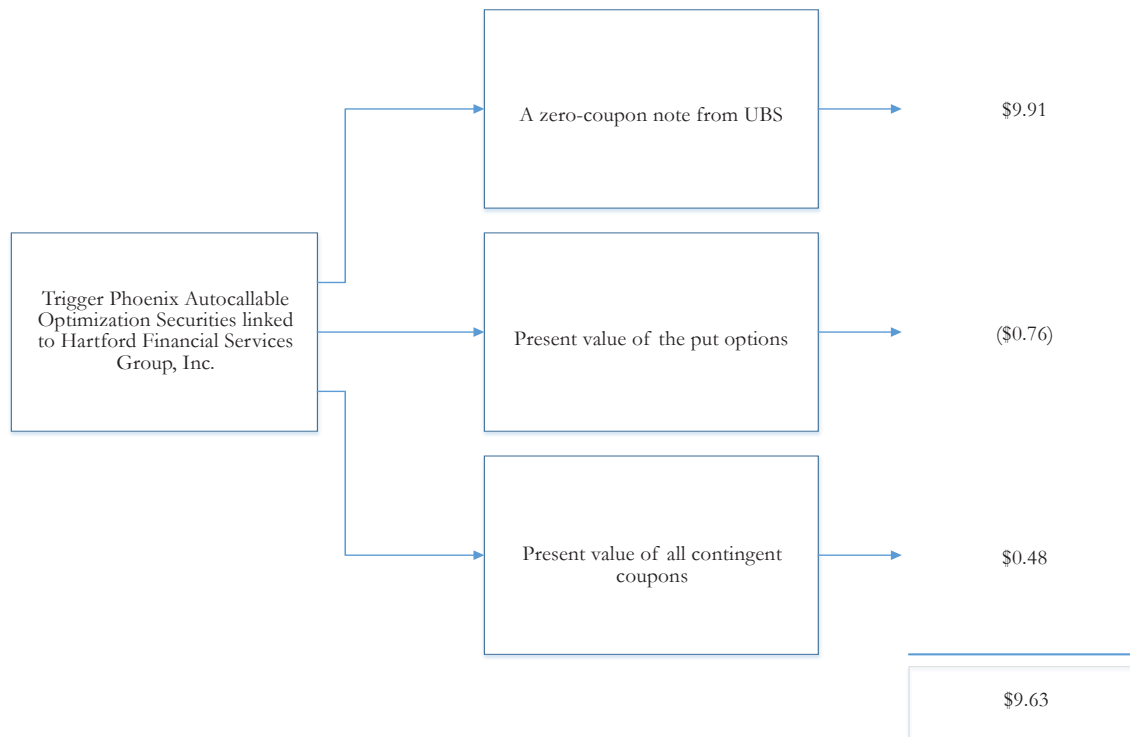 A zero-coupon note from UBS
$9.91
Trigger Phoenix Autocallable
Optimization Securities linked
to Hartford Financial Services
Group, Inc.
Present value of the put options
($0.76)
Present value of all contingent
coupons
$0.48
$9.63